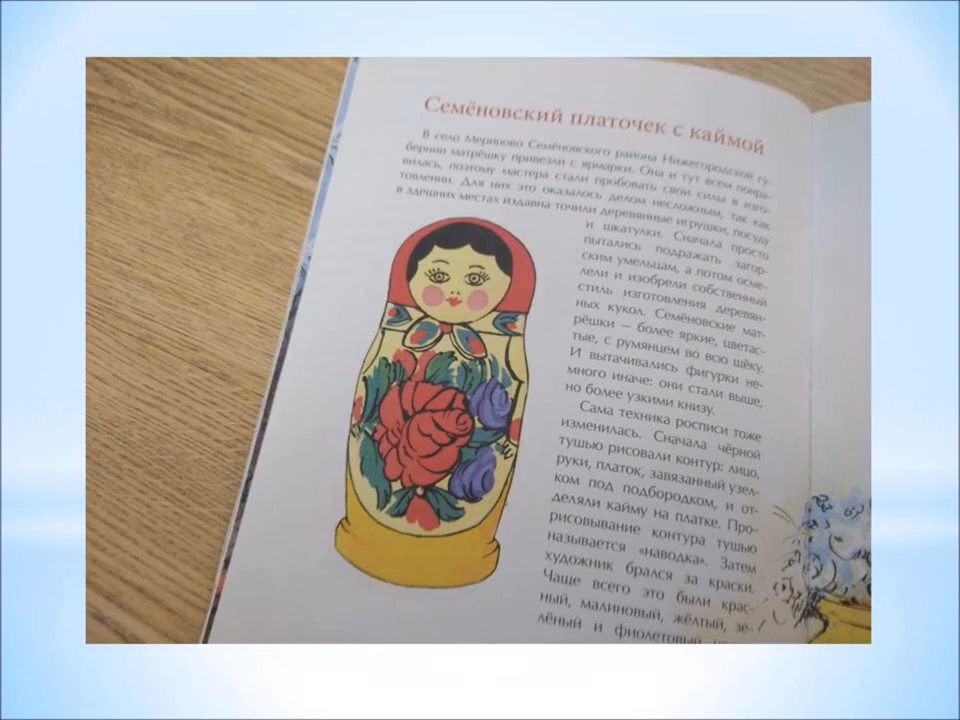 Семёновский платочек с каймой
В село Мериново Семёновского района Нижегородской гу-
бернии матрёшку привезли с ярмарки. Она и тут всем понра-
вилась, поэтому мастера стали пробовать свои силы в изго-
товлении. Для них это оказалось делом несложным, так как
в здешних местах издавна точили деревянные игрушки, посуду
и шкатулки. Сначала просто
пытались подражать загор-
ским умельцам, а потом осме-
лели и изобрели собственный
стиль изготовления деревян-
ных кукол. Семёновские мат-
рёшки — более яркие, цветас-
тые, с румянцем во всю щёку.
И вытачивались фигурки не-
много иначе: они стали выше,
но более узкими книзу.
Сама техника росписи тоже
изменилась. Сначала чёрной
тушью рисовали контур: лицо,
руки, платок, завязанный узел-
ком под подбородком, и от-
деляли кайму на платке. Про-
рисовывание контура тушью
называется «наводка». Затем
художник брался за краски.
Чаще всего это были крас-
ный, малиновый, жёлтый, зе-
лёный и фиолетовый